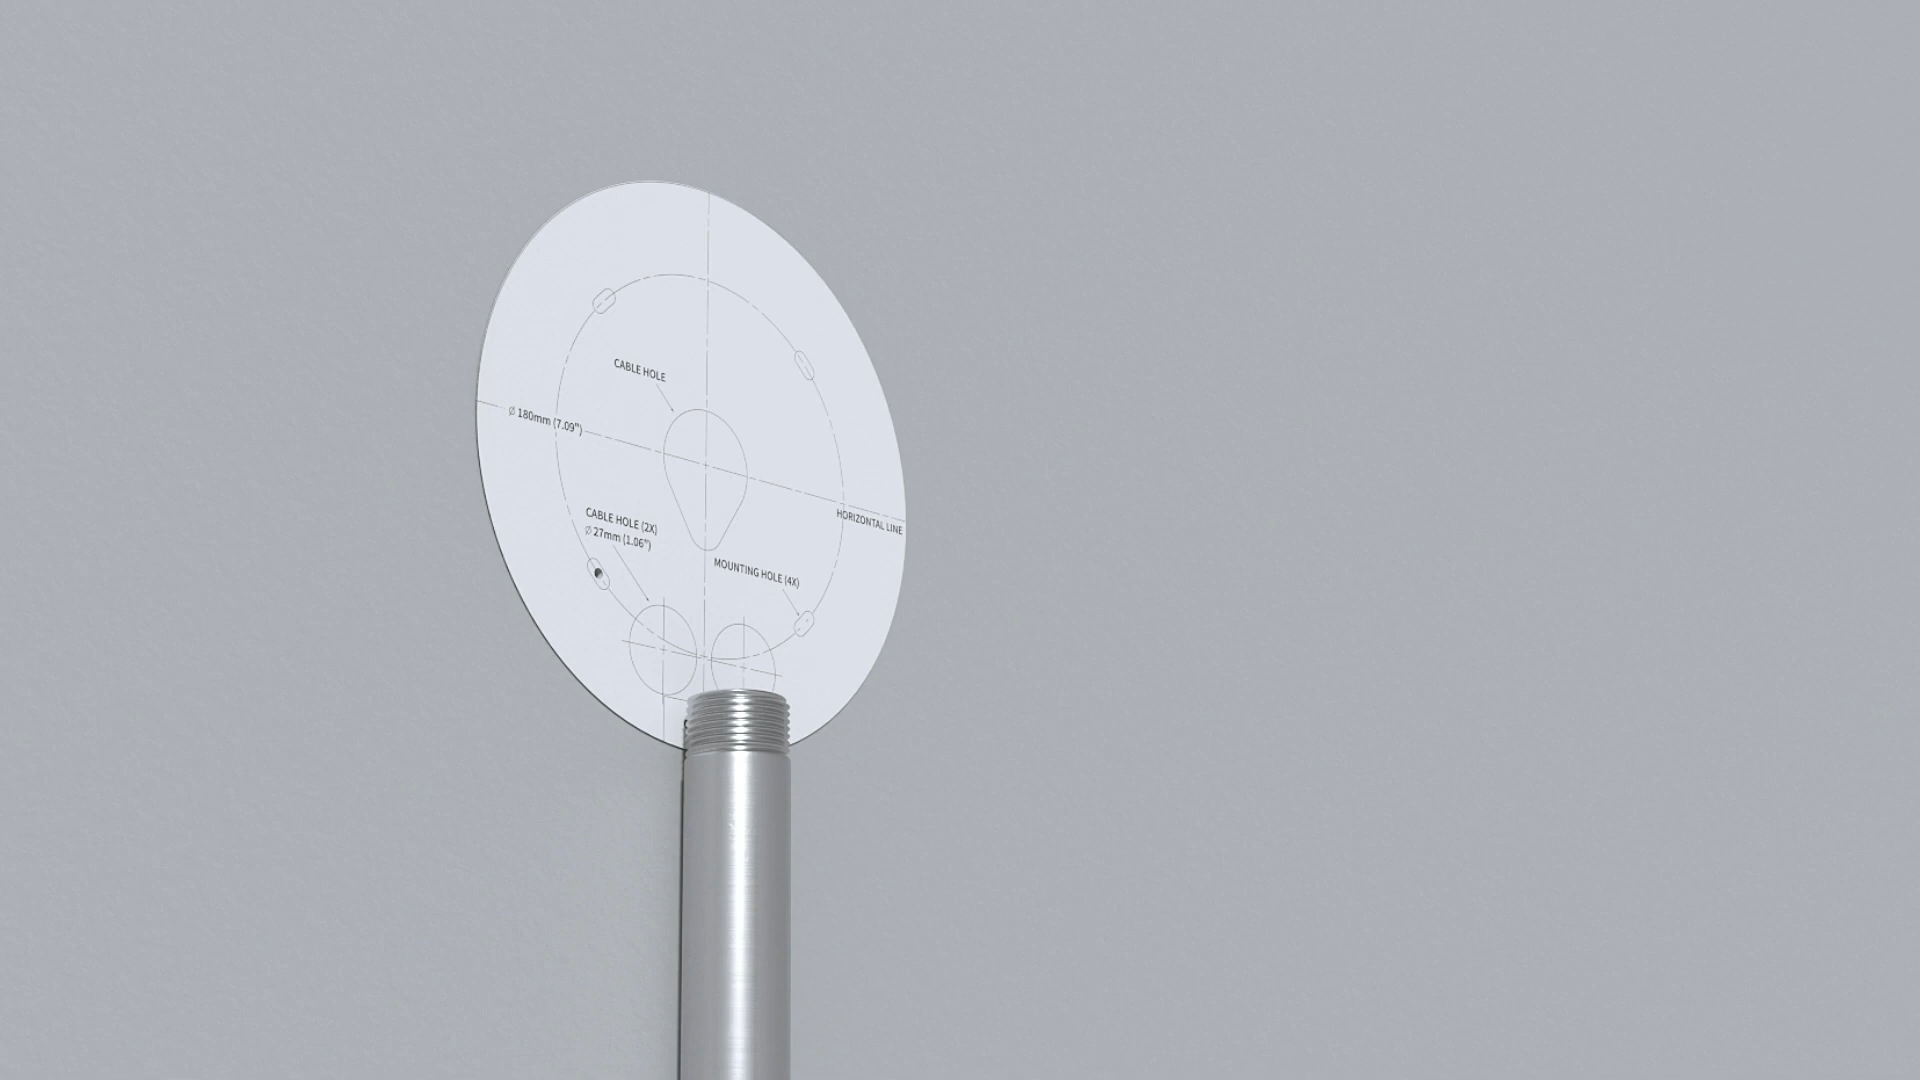 CABLE HOLE
Ø 180mm (7.09")
HORIZONTAL LINE
CABLE HOLE (2X)
Ø 27mm (1.06")
MOUNTING HOLE (4X)